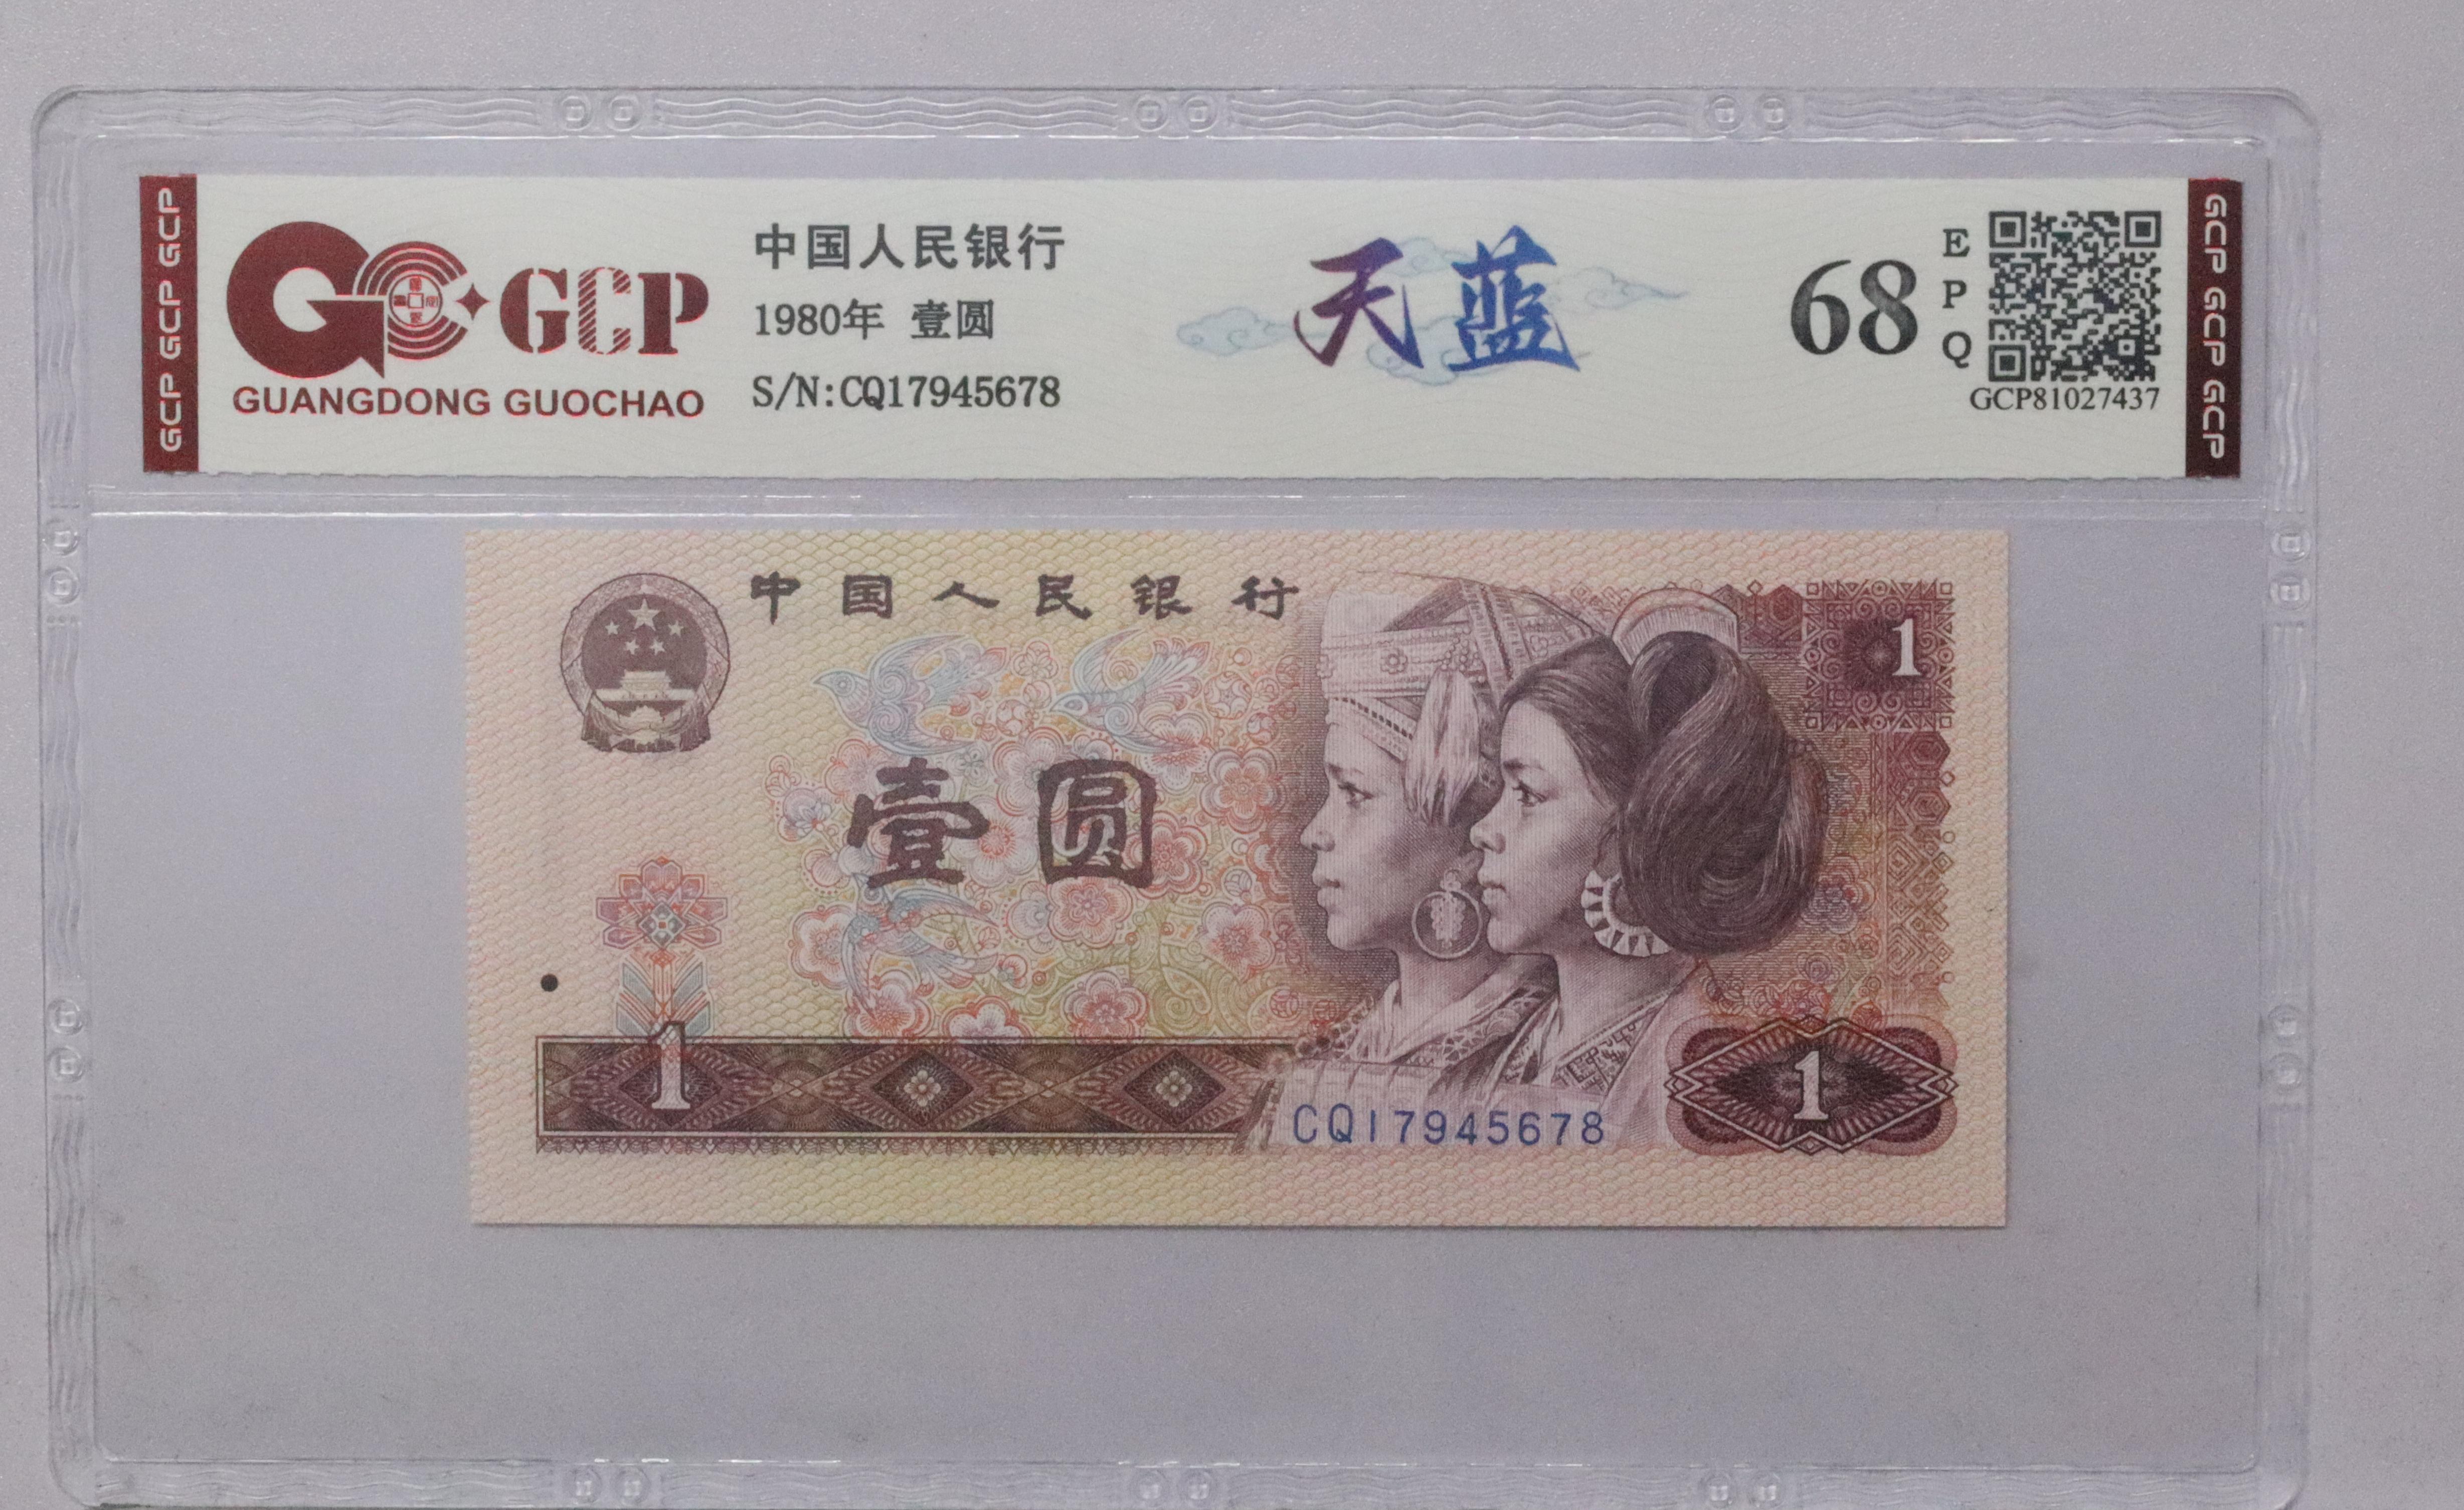 GCP GCP GCP
GCP
GUANGDONG GUOCHAO
中国人民银行
1980年 壹圆
S/N:CQ17945678
天蓝
68
E
P
Q
GCP81027437
GCP GCP GCP
中国人民银行
1
壹圆
1
CQ17945678
1